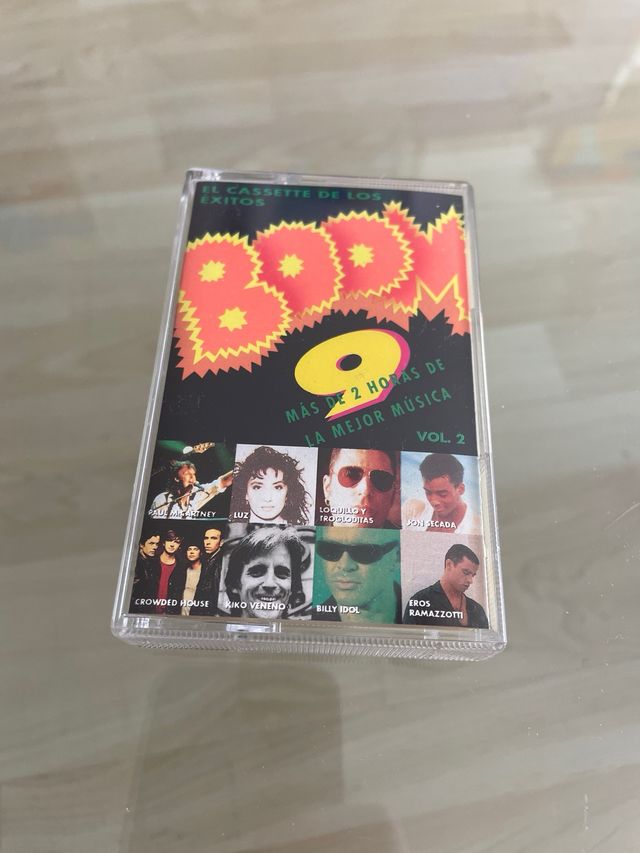 EL CASSETTE DE LOS
ÉXITOS
BOOM
9
MÁS DE 2 HORAS DE
LA MEJOR MÚSICA
VOL. 2
PAUL McCARTNEY
LUZ
LOQUILLO Y
TROGLODITAS
JON SECADA
CROWDED HOUSE
KIKO VENENO
BILLY IDOL
EROS
RAMAZZOTTI